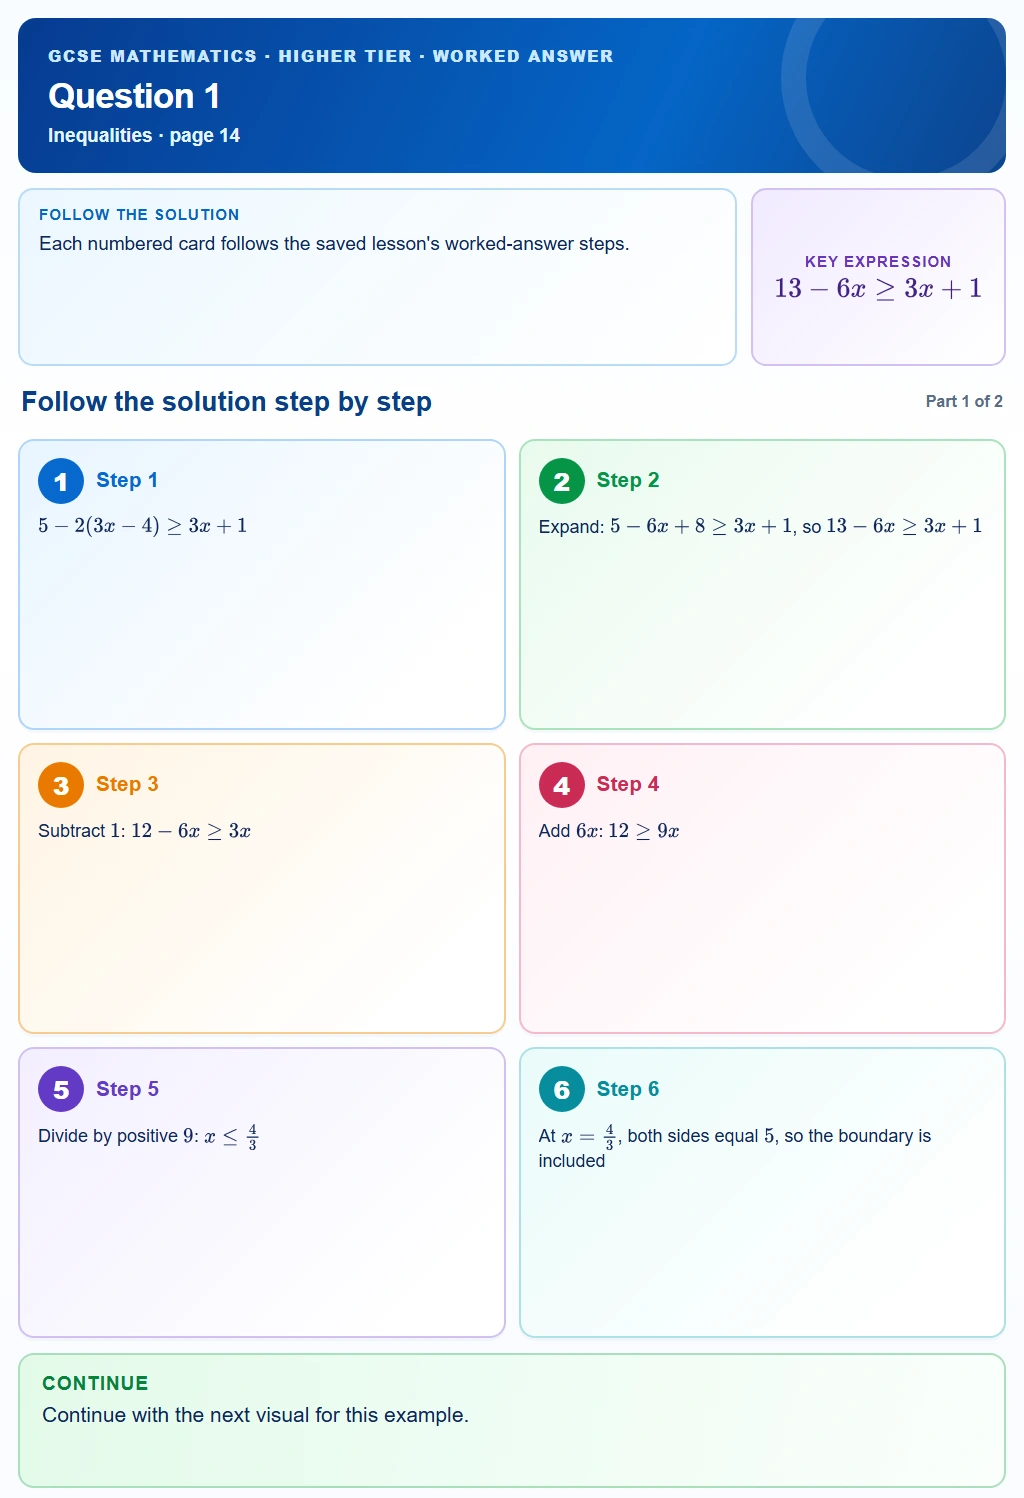 GCSE MATHEMATICS · HIGHER TIER · WORKED ANSWER
Question 1
Inequalities · page 14
FOLLOW THE SOLUTION
Each numbered card follows the saved lesson's worked-answer steps.
KEY EXPRESSION
13 − 6x ≥ 3x + 1
Follow the solution step by step
Part 1 of 2
1 Step 1
5 − 2(3x − 4) ≥ 3x + 1
2 Step 2
Expand: 5 − 6x + 8 ≥ 3x + 1, so 13 − 6x ≥ 3x + 1
3 Step 3
Subtract 1: 12 − 6x ≥ 3x
4 Step 4
Add 6x: 12 ≥ 9x
5 Step 5
Divide by positive 9: x ≤ 4/3
6 Step 6
At x = 4/3, both sides equal 5, so the boundary is
included
CONTINUE
Continue with the next visual for this example.